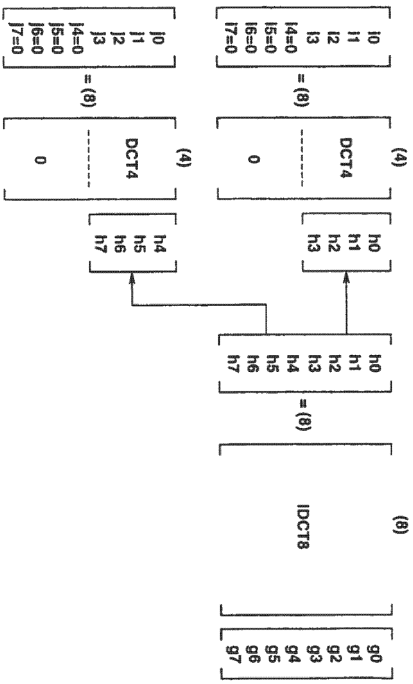 (4)
i0
i1
i2
i3
i4=0
i5=0
i6=0
i7=0
= (8)
DCT4
0
h0
h1
h2
h3
h0
h1
h2
h3
h4
h5
h6
h7
= (8)
(8)
IDCT8
g0
g1
g2
g3
g4
g5
g6
g7
(4)
j0
j1
j2
j3
j4=0
j5=0
j6=0
j7=0
= (8)
DCT4
0
h4
h5
h6
h7